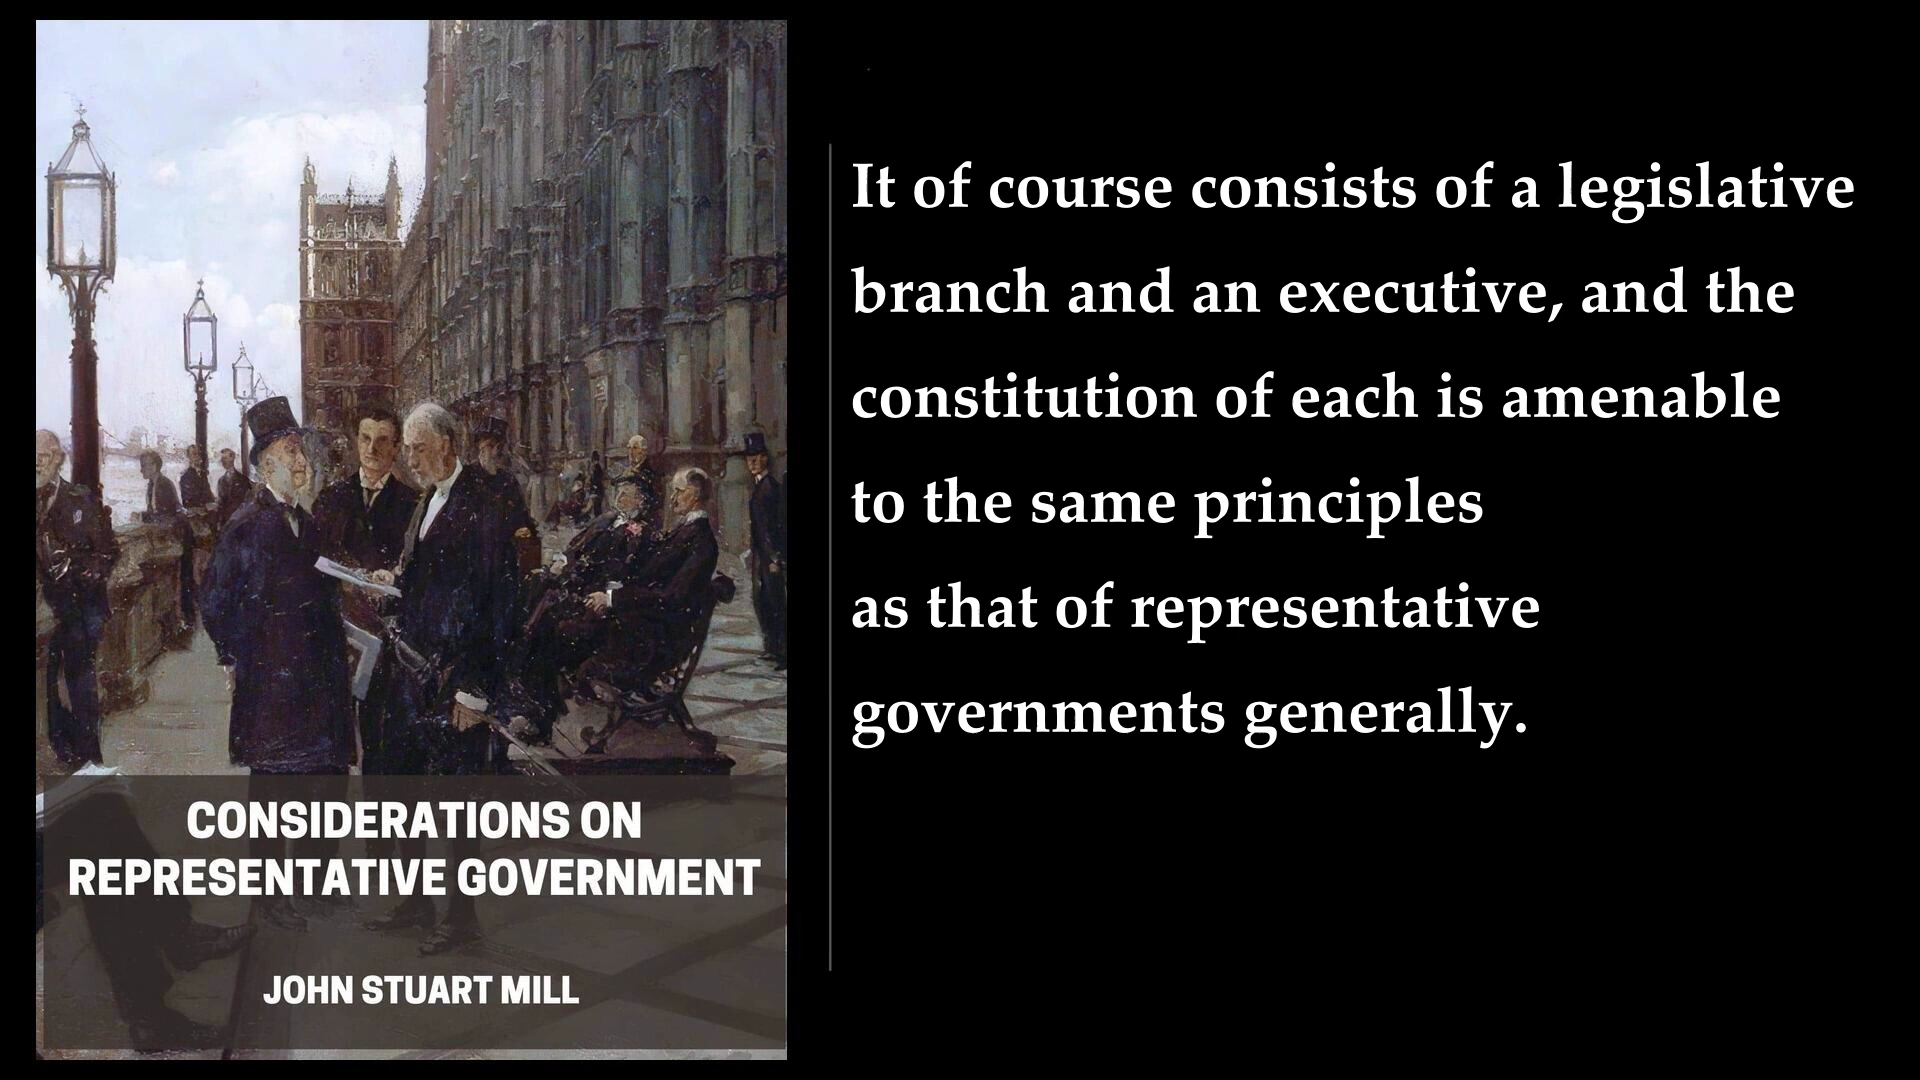 It of course consists of a legislative
branch and an executive, and the
constitution of each is amenable
to the same principles
as that of representative
governments generally.
CONSIDERATIONS ON
REPRESENTATIVE GOVERNMENT
JOHN STUART MILL